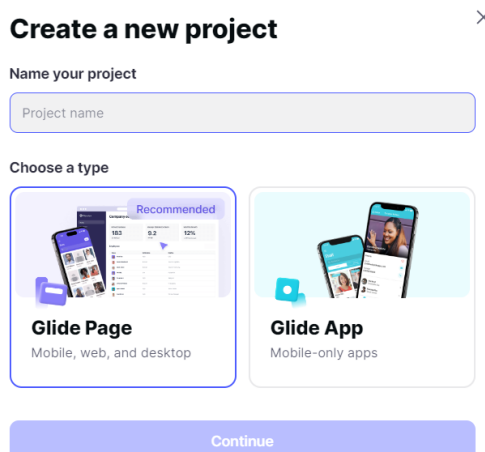 Create a new project
Name your project
Project name
Choose a type
Recommended
Glide Page
Mobile, web, and desktop
Glide App
Mobile-only apps
Continue